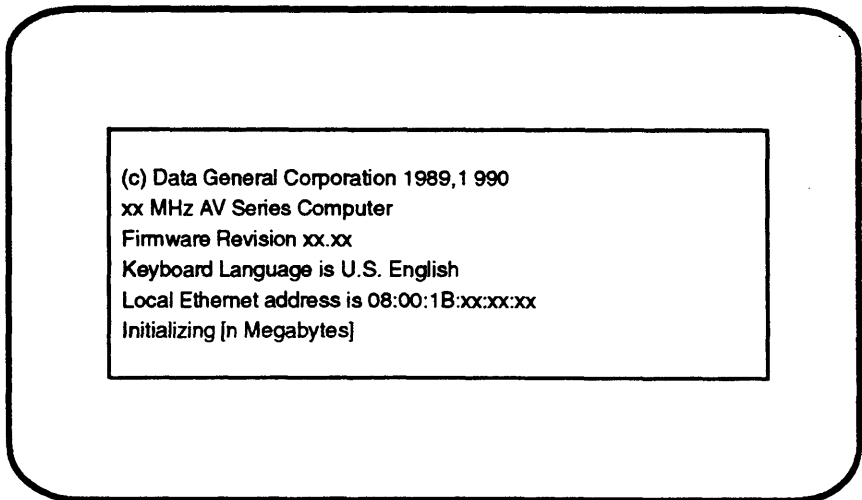 (c) Data General Corporation 1989,1 990
xx MHz AV Series Computer
Firmware Revision xx.xx
Keyboard Language is U.S. English
Local Ethernet address is 08:00:1B:xx:xx:xx
Initializing [n Megabytes]